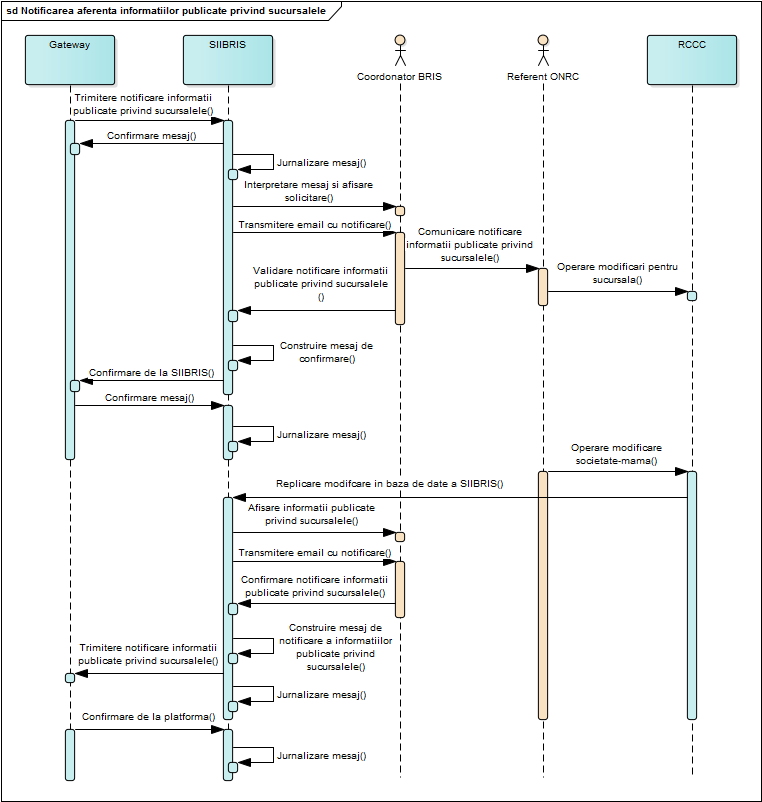 sd Notificarea aferenta informatiilor publicate privind sucursalele
Gateway
SIIBRIS
Coordonator BRIS
Referent ONRC
RCCC
Trimitere notificare informatii
publicate privind sucursalele()
Confirmare mesaj()
Jurnalizare mesaj()
Interpretare mesaj si afisare
solicitare()
Transmitere email cu notificare()
Comunicare notificare
informatii publicate privind
sucursalele()
Operare modificari pentru
sucursala()
Validare notificare informatii
publicate privind sucursalele
()
Construire mesaj de
confirmare()
Confirmare de la SIIBRIS()
Confirmare mesaj()
Jurnalizare mesaj()
Operare modificare
societate-mama()
Replicare modifcare in baza de date a SIIBRIS()
Afisare informatii publicate
privind sucursalele()
Transmitere email cu notificare()
Confirmare notificare informatii
publicate privind sucursalele()
Construire mesaj de
notificare a informatiilor
publicate privind
sucursalele()
Trimitere notificare informatii
publicate privind sucursalele()
Jurnalizare mesaj()
Confirmare de la platforma()
Jurnalizare mesaj()